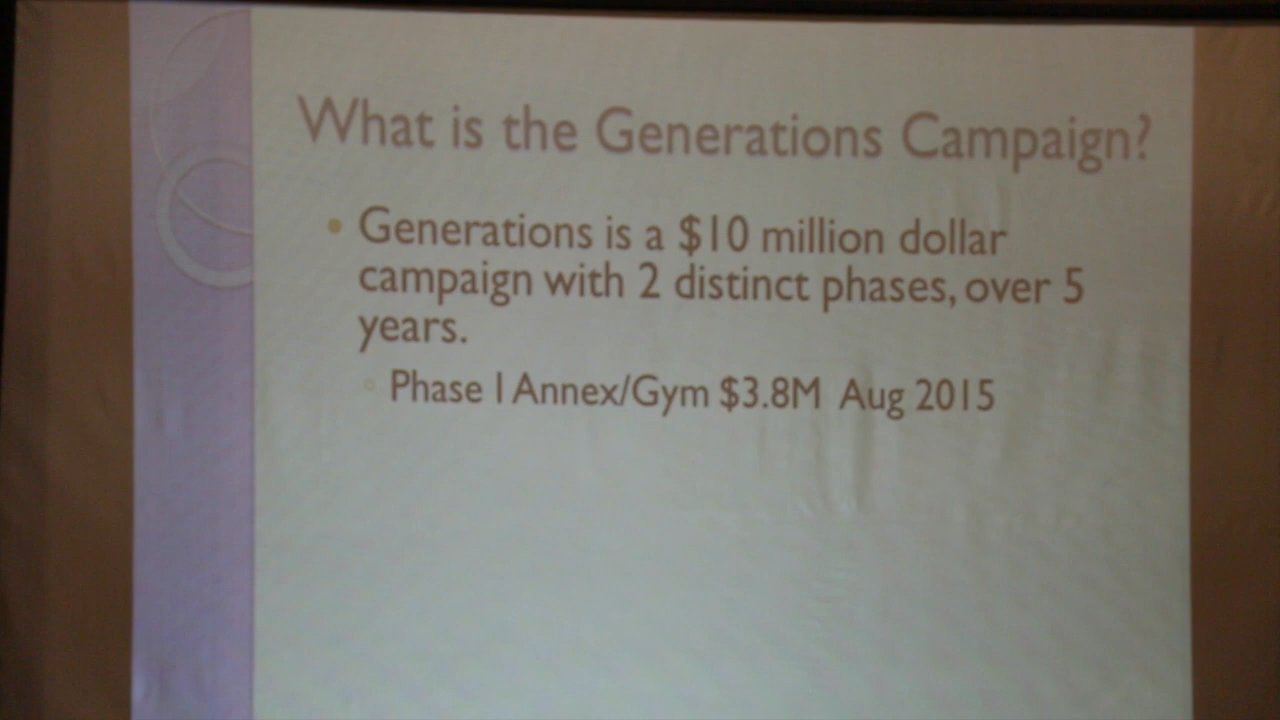 What is the Generations Campaign?
• Generations is a $10 million dollar
campaign with 2 distinct phases, over 5
years.
◦ Phase I Annex/Gym $3.8M Aug 2015